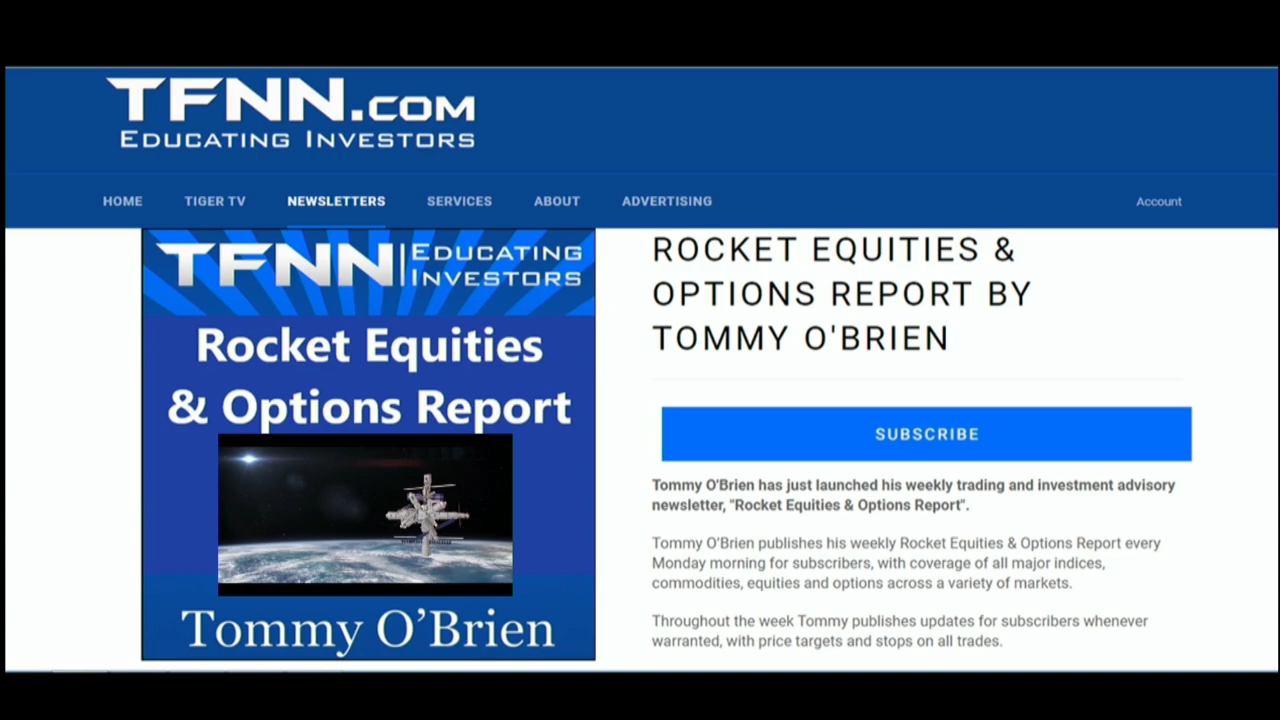 TFNN.COM
EDUCATING INVESTORS
HOME TIGER TV NEWSLETTERS SERVICES ABOUT ADVERTISING Account
TFNN | EDUCATING
INVESTORS
Rocket Equities
& Options Report
Tommy O’Brien
ROCKET EQUITIES &
OPTIONS REPORT BY
TOMMY O'BRIEN
SUBSCRIBE
Tommy O'Brien has just launched his weekly trading and investment advisory
newsletter, "Rocket Equities & Options Report".
Tommy O’Brien publishes his weekly Rocket Equities & Options Report every
Monday morning for subscribers, with coverage of all major indices,
commodities, equities and options across a variety of markets.
Throughout the week Tommy publishes updates for subscribers whenever
warranted, with price targets and stops on all trades.